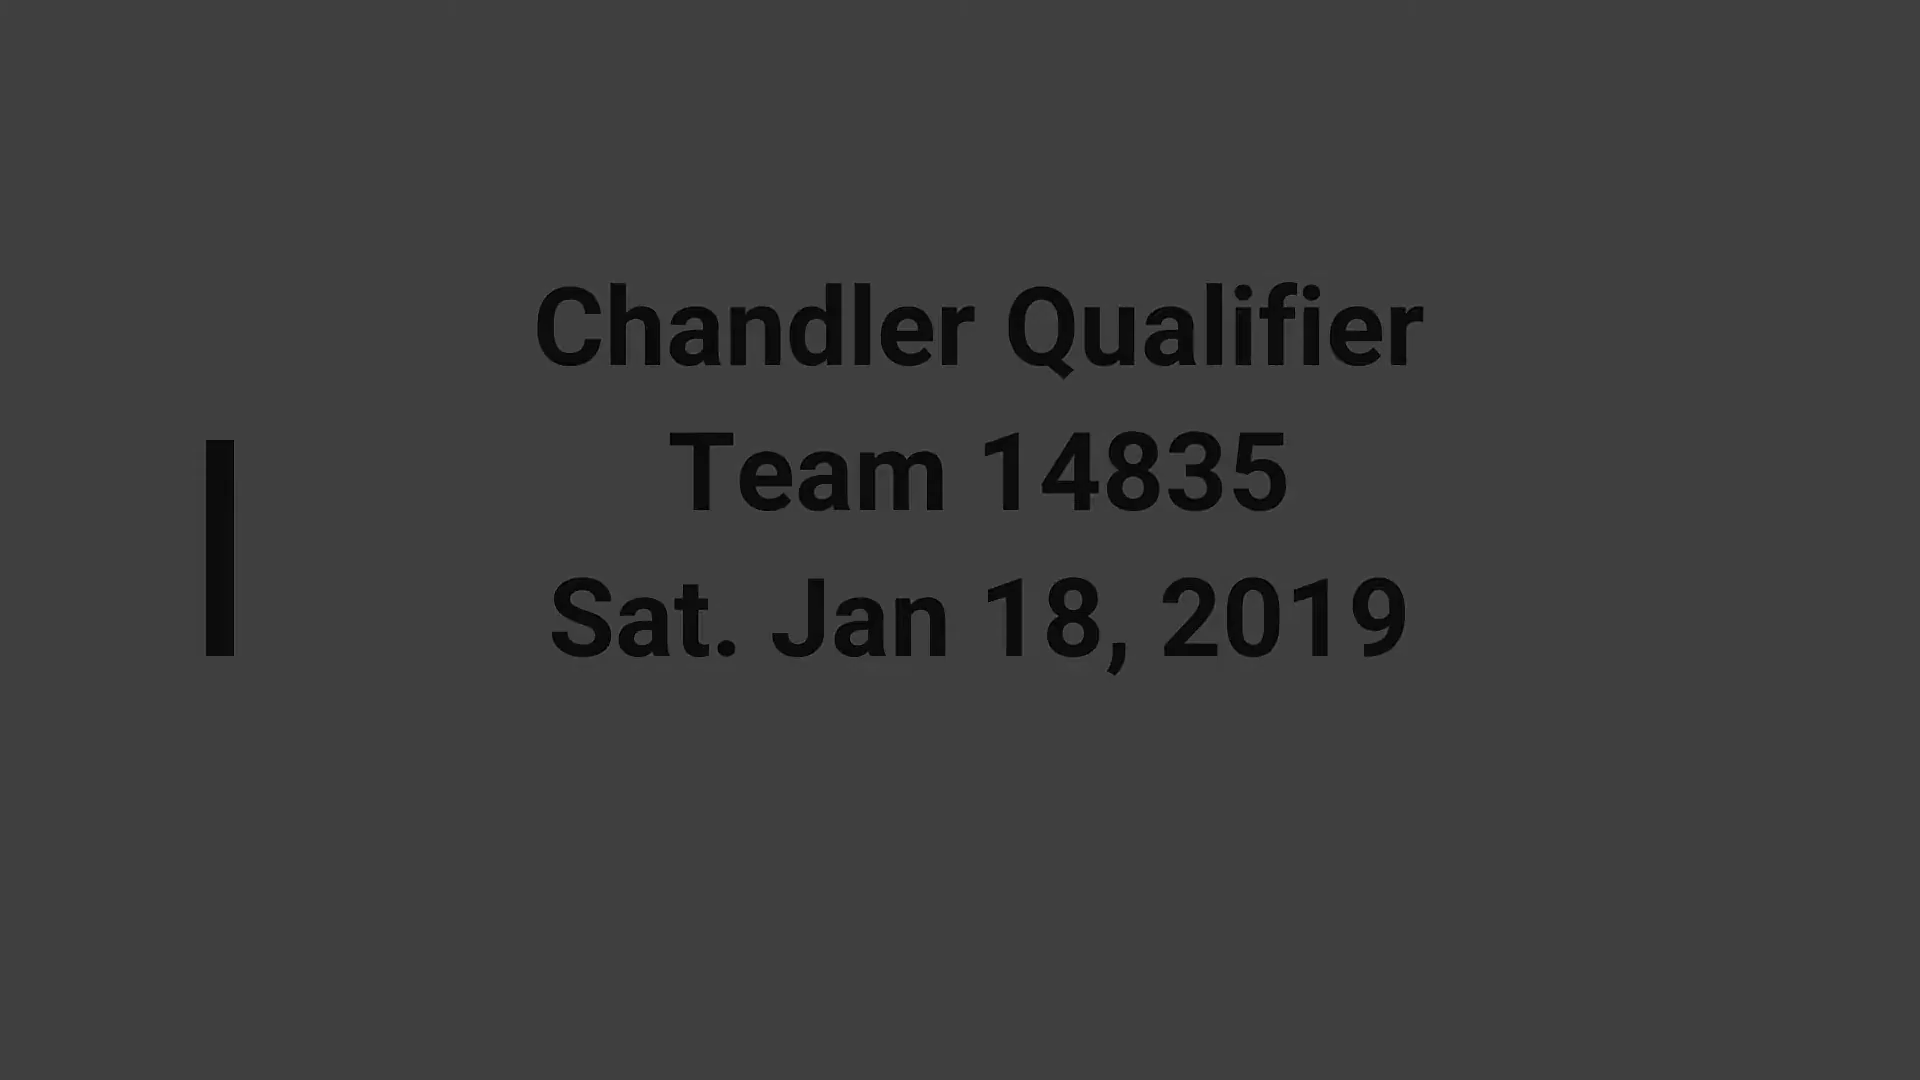 Chandler Qualifier
Team 14835
Sat. Jan 18, 2019